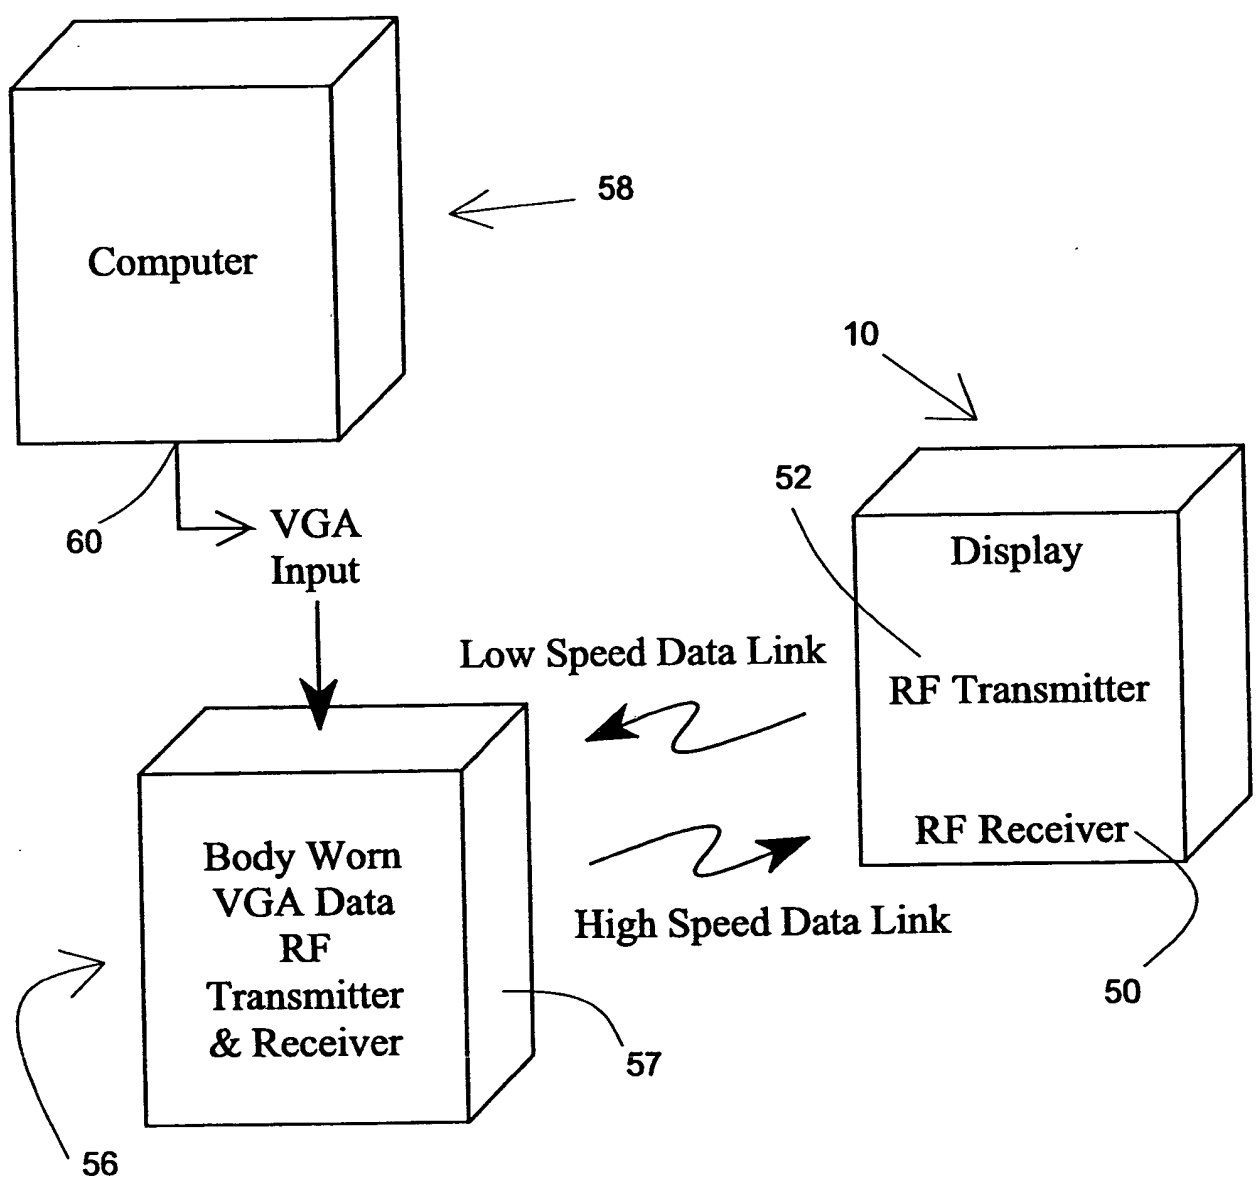 58
Computer
10
52
60
VGA
Input
Display
Low Speed Data Link
RF Transmitter
RF Receiver
Body Worn
VGA Data
RF
Transmitter
& Receiver
High Speed Data Link
50
57
56